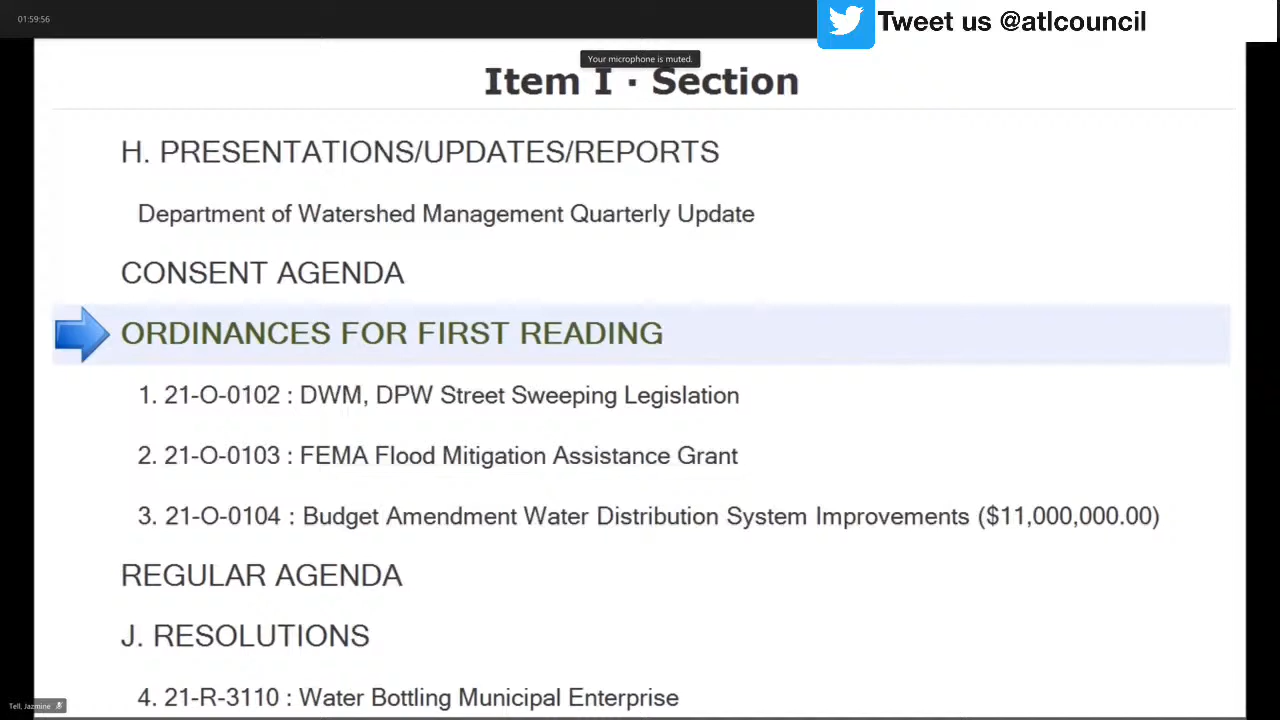 01:59:56
Tweet us @atlcouncil
Your microphone is muted.
Item I · Section
H. PRESENTATIONS/UPDATES/REPORTS
Department of Watershed Management Quarterly Update
CONSENT AGENDA
ORDINANCES FOR FIRST READING
1. 21-O-0102 : DWM, DPW Street Sweeping Legislation
2. 21-O-0103 : FEMA Flood Mitigation Assistance Grant
3. 21-O-0104 : Budget Amendment Water Distribution System Improvements ($11,000,000.00)
REGULAR AGENDA
J. RESOLUTIONS
4. 21-R-3110 : Water Bottling Municipal Enterprise
Tell, Jazmine